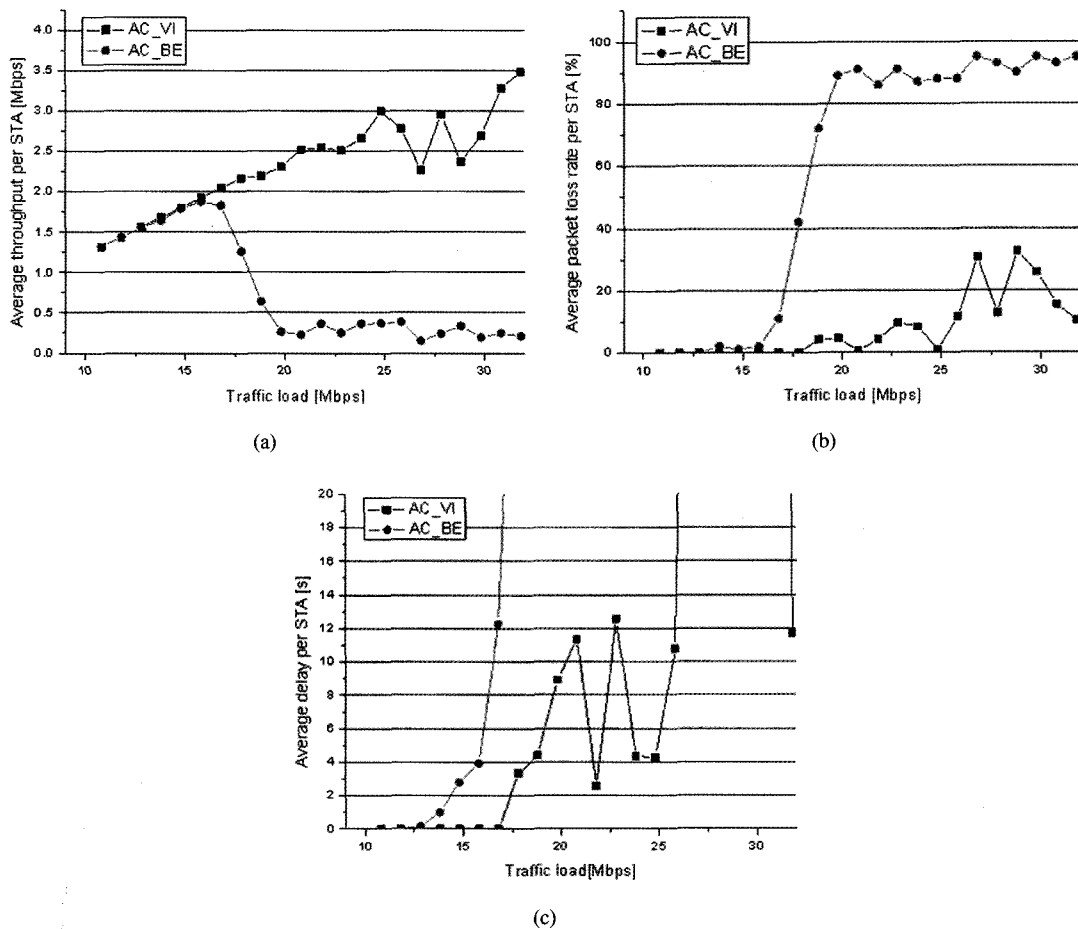 Average throughput per STA [Mbps]
4.0
3.5
3.0
2.5
2.0
1.5
1.0
0.5
0.0
AC_VI
AC_BE
10 15 20 25 30
Traffic load [Mbps]
(a)
Average packet loss rate per STA [%]
100
80
60
40
20
0
AC_VI
AC_BE
10 15 20 25 30
Traffic load [Mbps]
(b)
Average delay per STA [s]
20
18
16
14
12
10
8
6
4
2
0
AC_VI
AC_BE
10 15 20 25 30
Traffic load[Mbps]
(c)